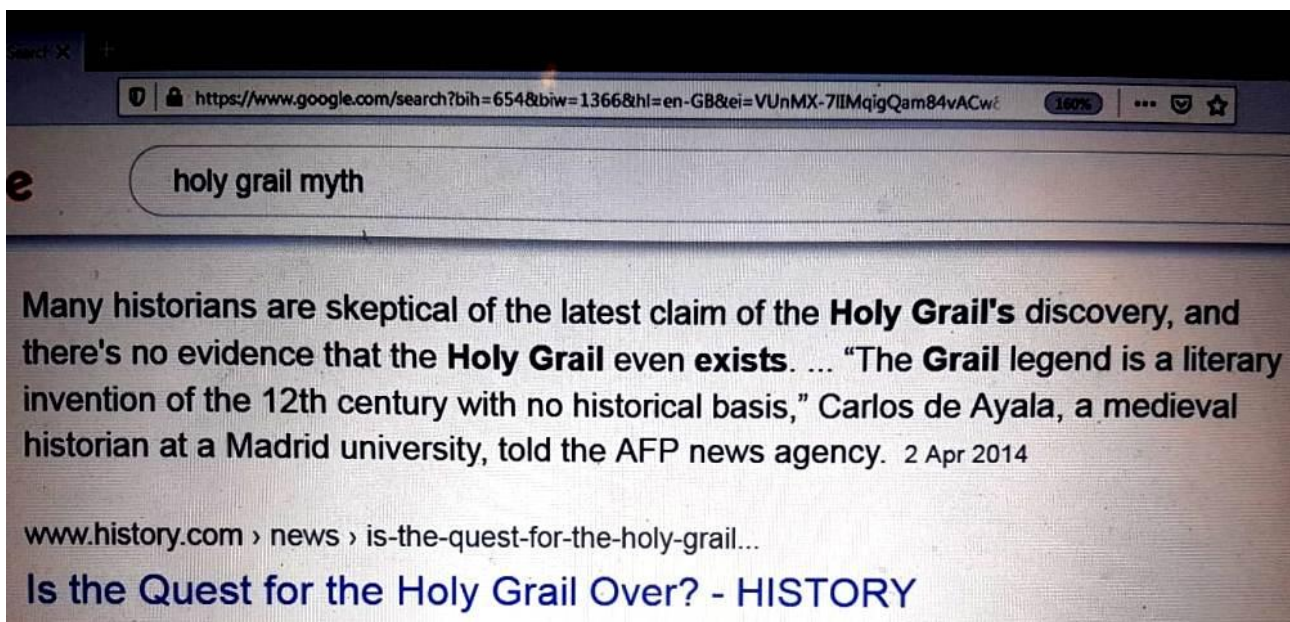 Search
https://www.google.com/search?bih=654&biw=1366&hl=en-GB&ei=
160%
e
holy grail myth
Many historians are skeptical of the latest claim of the Holy Grail's discovery, and
there's no evidence that the Holy Grail even exists. ... “The Grail legend is a literary
invention of the 12th century with no historical basis,” Carlos de Ayala, a medieval
historian at a Madrid university, told the AFP news agency. 2 Apr 2014
www.history.com › news › is-the-quest-for-the-holy-grail...
Is the Quest for the Holy Grail Over? - HISTORY